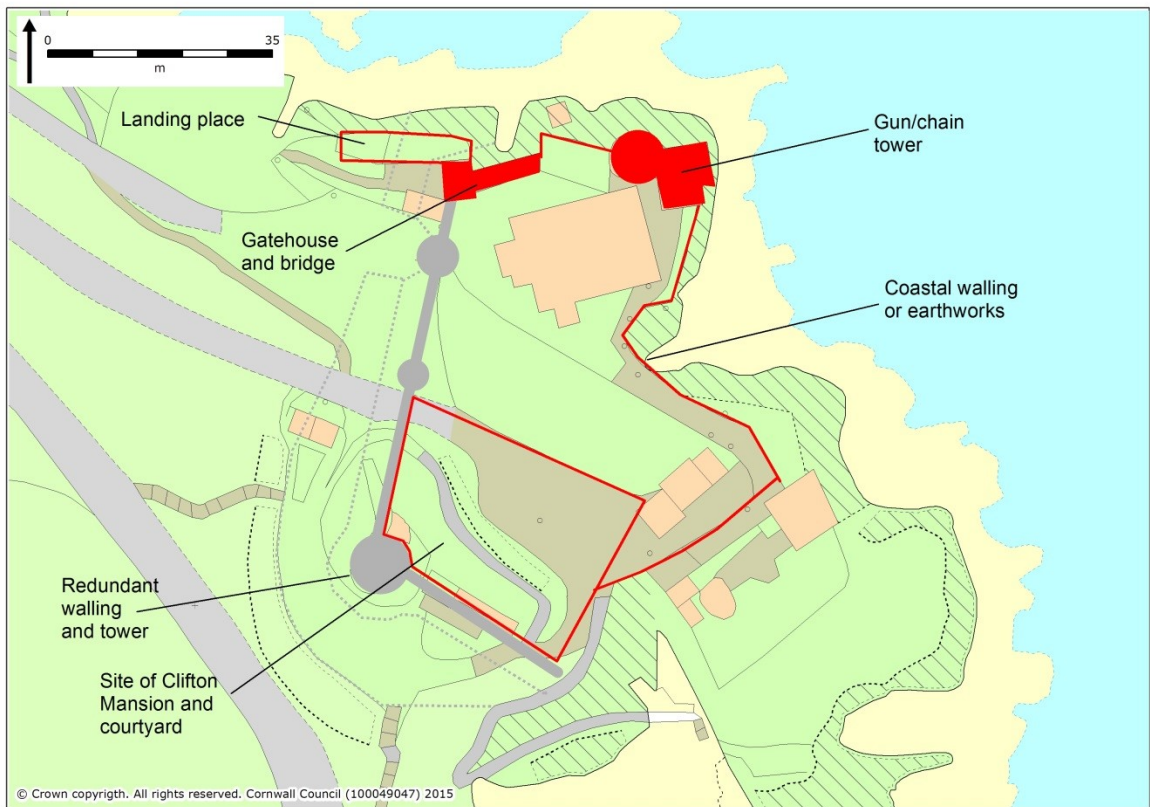 0 35
m
Landing place
Gun/chain
tower
Gatehouse
and bridge
Coastal walling
or earthworks
Redundant
walling
and tower
Site of Clifton
Mansion and
courtyard
© Crown copyrigth. All rights reserved. Cornwall Council (100049047) 2015